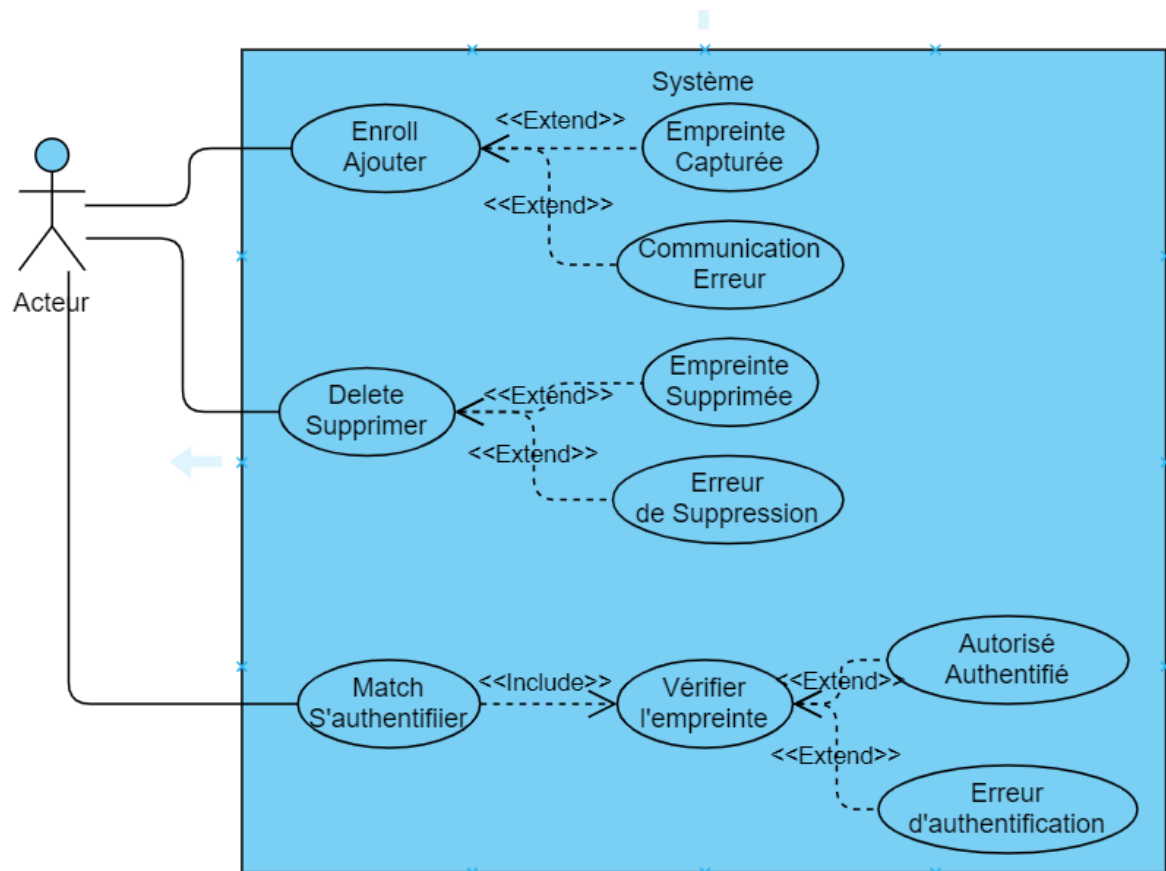 Système
Acteur
Enroll
Ajouter
<<Extend>>
Empreinte
Capturée
<<Extend>>
Communication
Erreur
Delete
Supprimer
<<Extend>>
Empreinte
Supprimée
<<Extend>>
Erreur
de Suppression
Match
S'authentifiier
<<Include>>
Vérifier
l'empreinte
<<Extend>>
Autorisé
Authentifié
<<Extend>>
Erreur
d'authentification